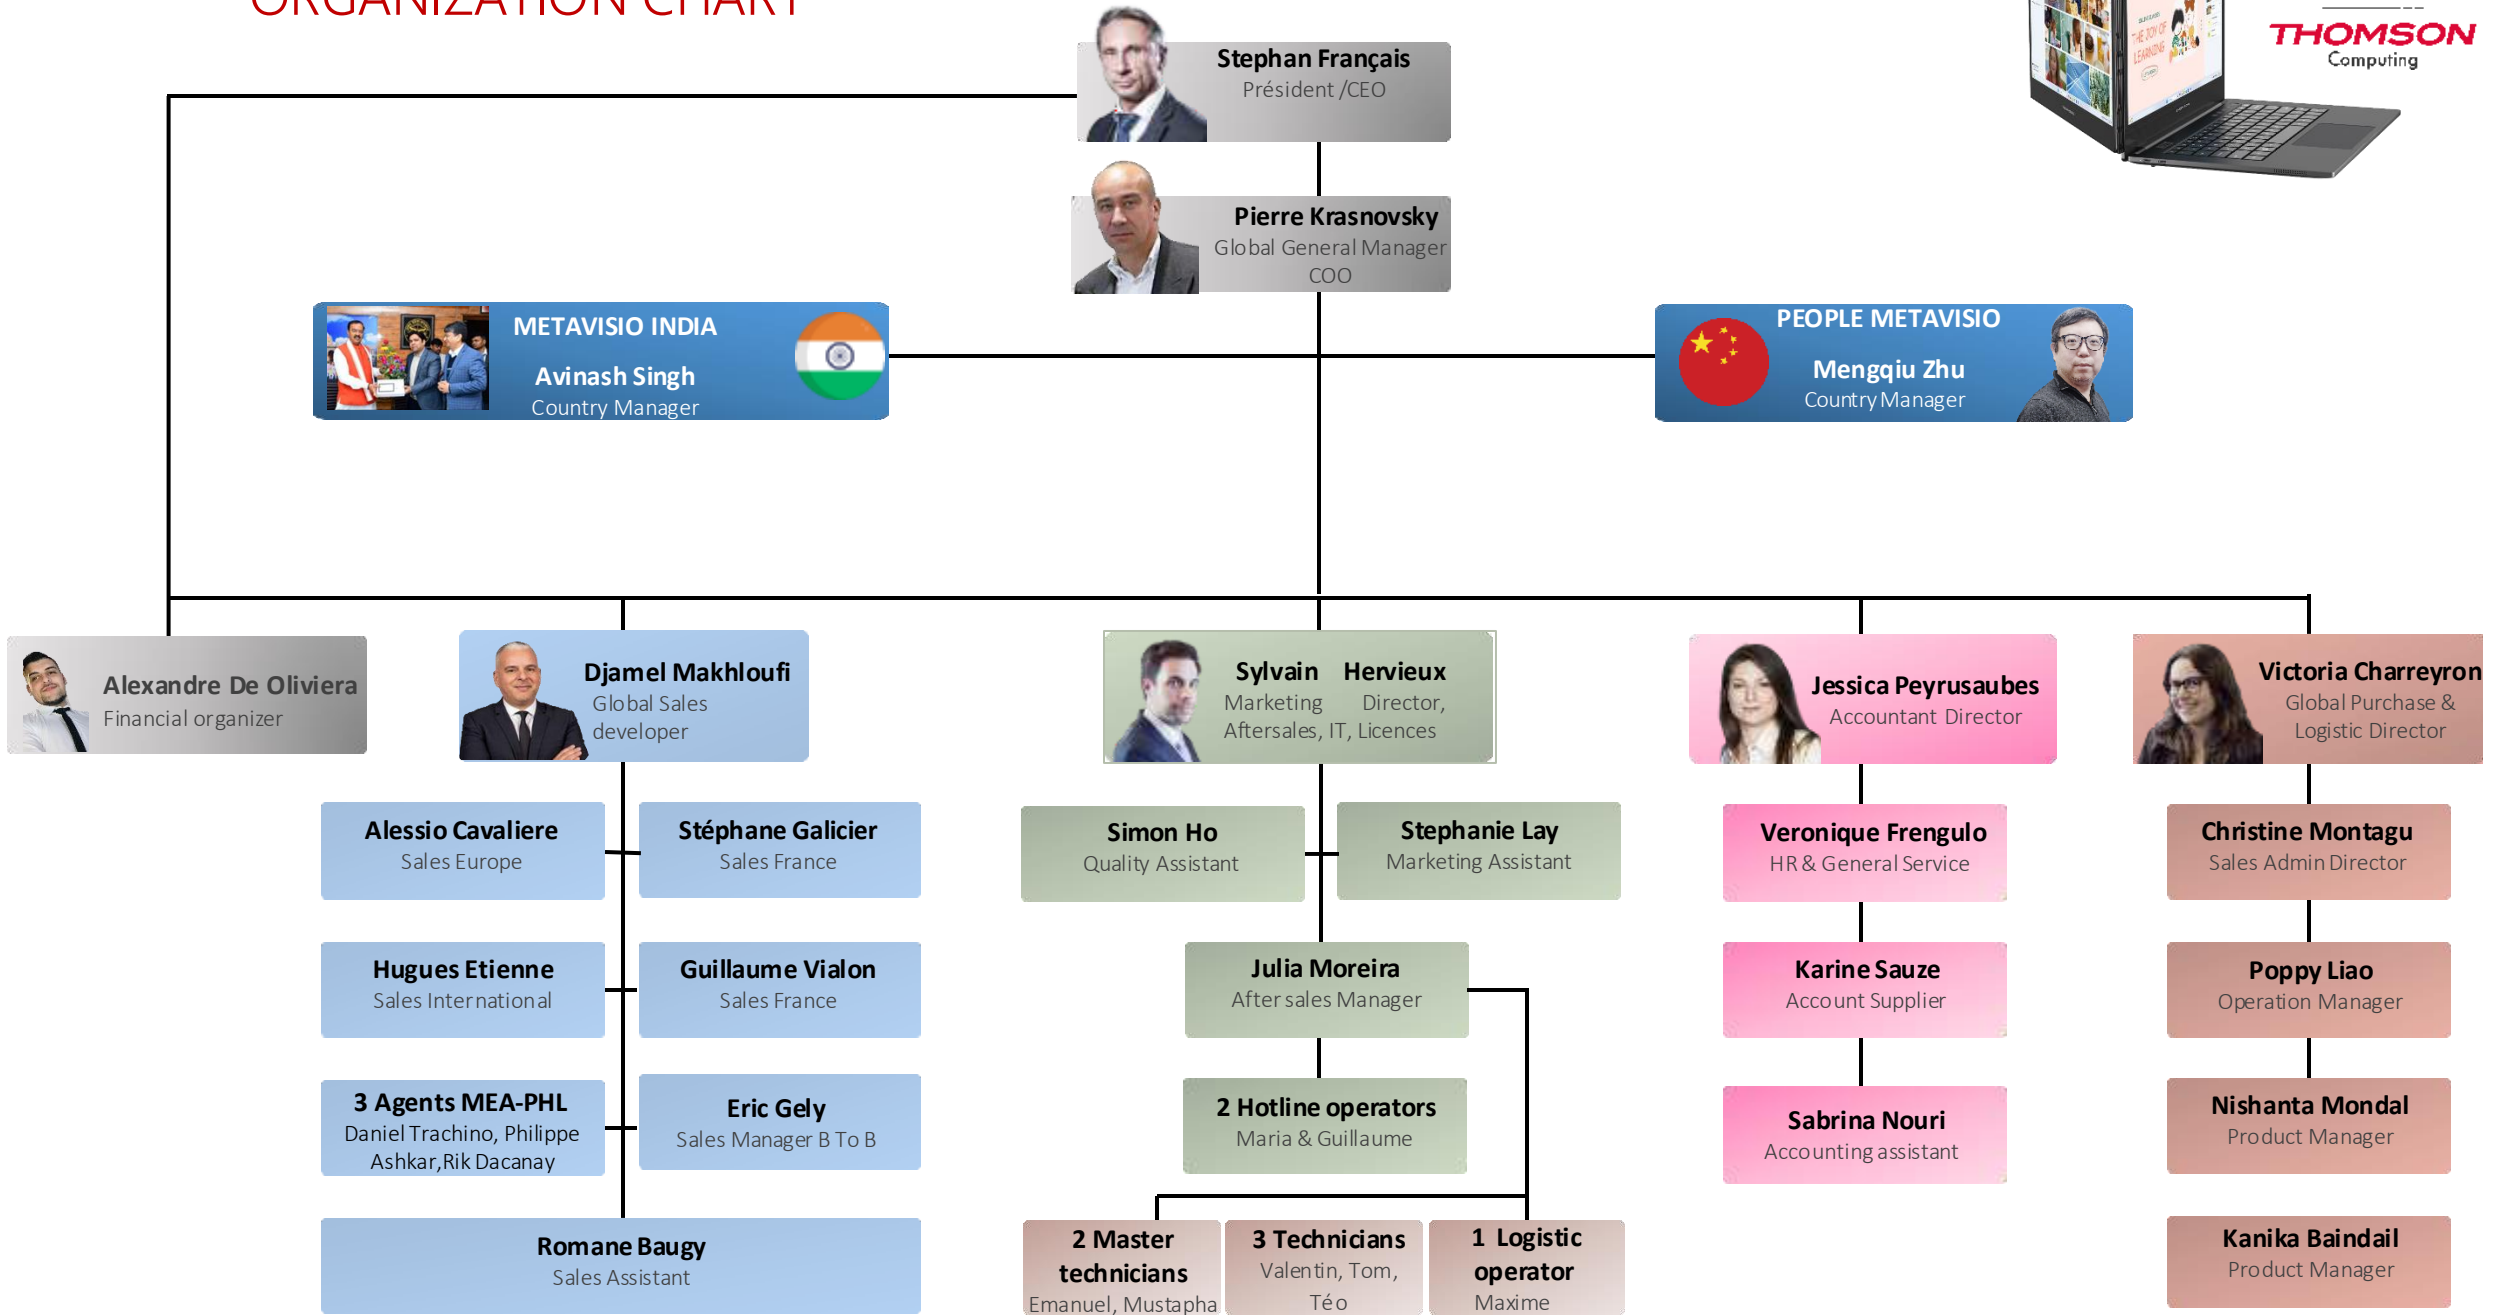 ORGANIZATION CHART
THE JOY OF
LEARNING
THOMSON
Computing
Stephan Français
Président /CEO
Pierre Krasnovsky
Global General Manager
COO
METAVISIO INDIA
Avinash Singh
Country Manager
PEOPLE METAVISIO
Mengqiu Zhu
Country Manager
Alexandre De Oliviera
Financial organizer
Djamel Makhloufi
Global Sales
developer
Sylvain Hervieux
Marketing Director,
Aftersales, IT, Licences
Jessica Peyrusaubes
Accountant Director
Victoria Charreyron
Global Purchase &
Logistic Director
Alessio Cavaliere
Sales Europe
Stéphane Galicier
Sales France
Simon Ho
Quality Assistant
Stephanie Lay
Marketing Assistant
Veronique Frengulo
HR & General Service
Christine Montagu
Sales Admin Director
Hugues Etienne
Sales International
Guillaume Vialon
Sales France
Julia Moreira
After sales Manager
Karine Sauze
Account Supplier
Poppy Liao
Operation Manager
3 Agents MEA-PHL
Daniel Trachino, Philippe
Ashkar,Rik Dacanay
Eric Gely
Sales Manager B To B
2 Hotline operators
Maria & Guillaume
Sabrina Nouri
Accounting assistant
Nishanta Mondal
Product Manager
Romane Baugy
Sales Assistant
2 Master
technicians
Emanuel, Mustapha
3 Technicians
Valentin, Tom,
Téo
1 Logistic
operator
Maxime
Kanika Baindail
Product Manager